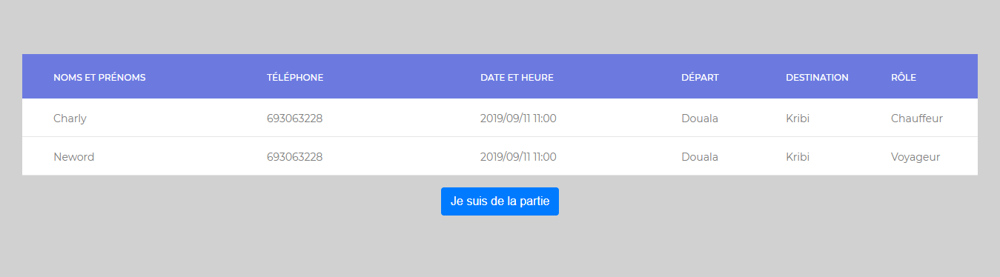 NOMS ET PRÉNOMS TÉLÉPHONE DATE ET HEURE DÉPART DESTINATION RÔLE
Charly 693063228 2019/09/11 11:00 Douala Kribi Chauffeur
Neword 693063228 2019/09/11 11:00 Douala Kribi Voyageur
Je suis de la partie